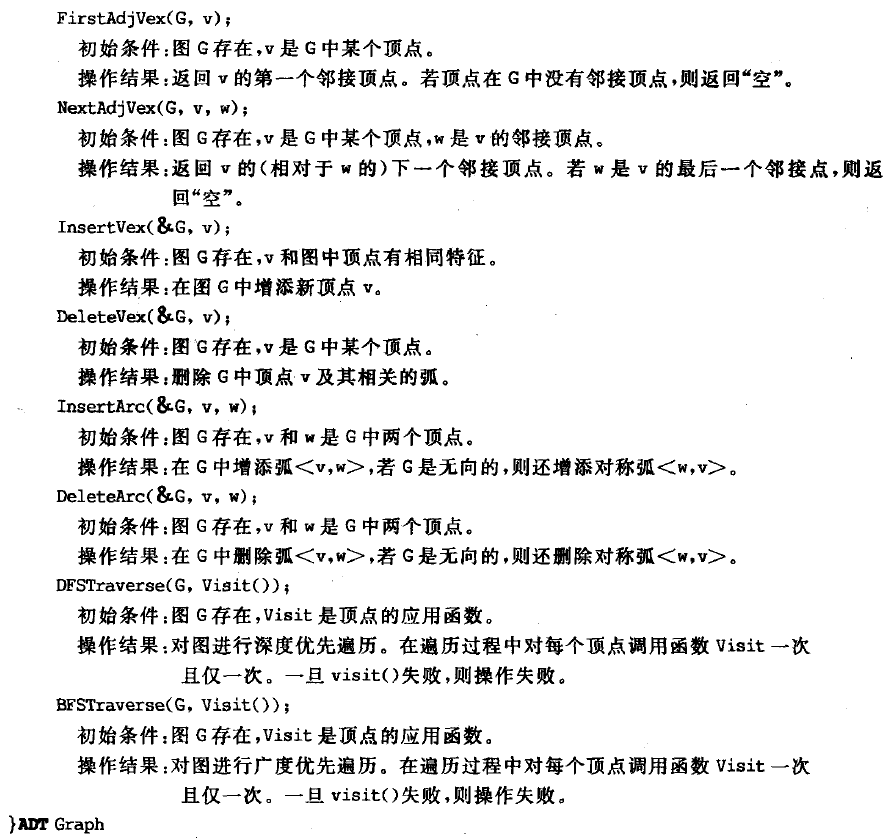 FirstAdjVex(G, v);
初始条件:图 G 存在,v 是 G 中某个顶点。
操作结果:返回 v 的第一个邻接顶点。若顶点在 G 中没有邻接顶点,则返回“空”。
NextAdjVex(G, v, w);
初始条件:图 G 存在,v 是 G 中某个顶点,w 是 v 的邻接顶点。
操作结果:返回 v 的(相对于 w 的)下一个邻接顶点。若 w 是 v 的最后一个邻接点,则返
回“空”。
InsertVex(&G, v);
初始条件:图 G 存在,v 和图中顶点有相同特征。
操作结果:在图 G 中增添新顶点 v。
DeleteVex(&G, v);
初始条件:图 G 存在,v 是 G 中某个顶点。
操作结果:删除 G 中顶点 v 及其相关的弧。
InsertArc(&G, v, w);
初始条件:图 G 存在,v 和 w 是 G 中两个顶点。
操作结果:在 G 中增添弧<v,w>,若 G 是无向的,则还增添对称弧<w,v>。
DeleteArc(&G, v, w);
初始条件:图 G 存在,v 和 w 是 G 中两个顶点。
操作结果:在 G 中删除弧<v,w>,若 G 是无向的,则还删除对称弧<w,v>。
DFSTraverse(G, Visit());
初始条件:图 G 存在,Visit 是顶点的应用函数。
操作结果:对图进行深度优先遍历。在遍历过程中对每个顶点调用函数 Visit 一次
且仅一次。一旦 visit()失败,则操作失败。
BFSTraverse(G, Visit());
初始条件:图 G 存在,Visit 是顶点的应用函数。
操作结果:对图进行广度优先遍历。在遍历过程中对每个顶点调用函数 Visit 一次
且仅一次。一旦 visit()失败,则操作失败。
}ADT Graph